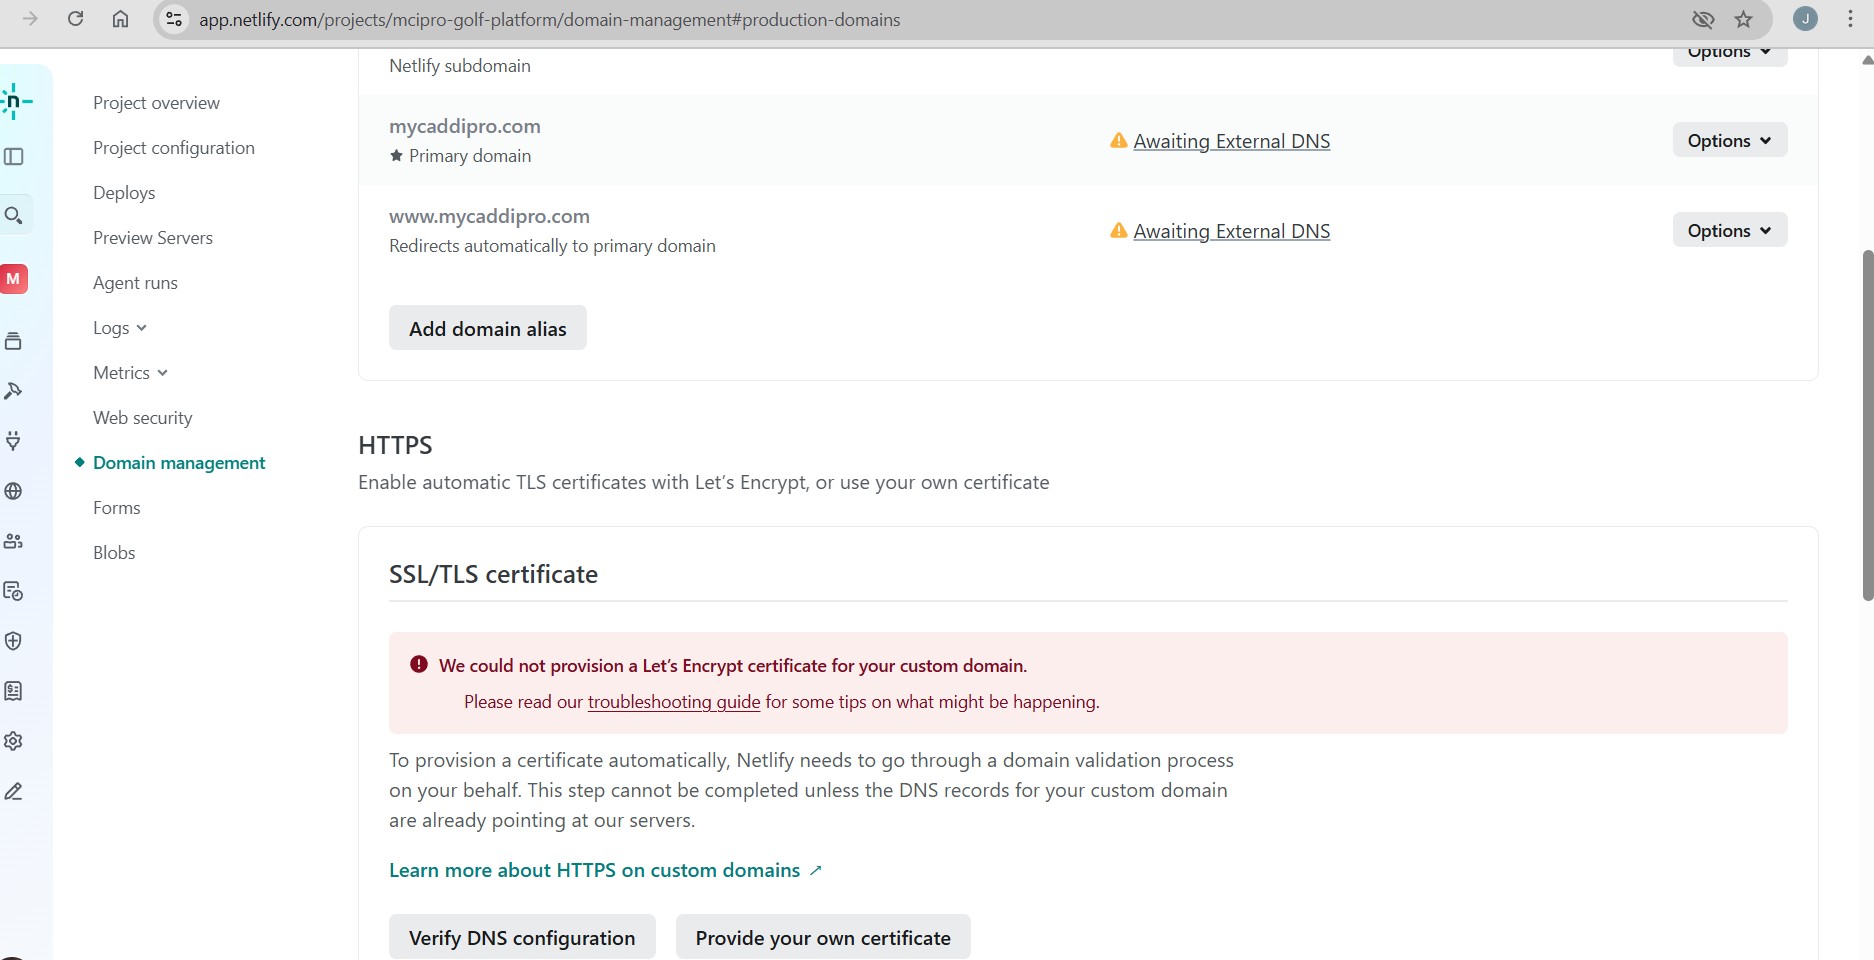 app.netlify.com/projects/mcipro-golf-platform/domain-management#production-domains
J
n
M
Project overview
Project configuration
Deploys
Preview Servers
Agent runs
Logs
Metrics
Web security
Domain management
Forms
Blobs
Netlify subdomain
Options
mycaddipro.com
Primary domain
Awaiting External DNS
Options
www.mycaddipro.com
Redirects automatically to primary domain
Awaiting External DNS
Options
Add domain alias
HTTPS
Enable automatic TLS certificates with Let’s Encrypt, or use your own certificate
SSL/TLS certificate
We could not provision a Let’s Encrypt certificate for your custom domain.
Please read our troubleshooting guide for some tips on what might be happening.
To provision a certificate automatically, Netlify needs to go through a domain validation process
on your behalf. This step cannot be completed unless the DNS records for your custom domain
are already pointing at our servers.
Learn more about HTTPS on custom domains ↗
Verify DNS configuration
Provide your own certificate